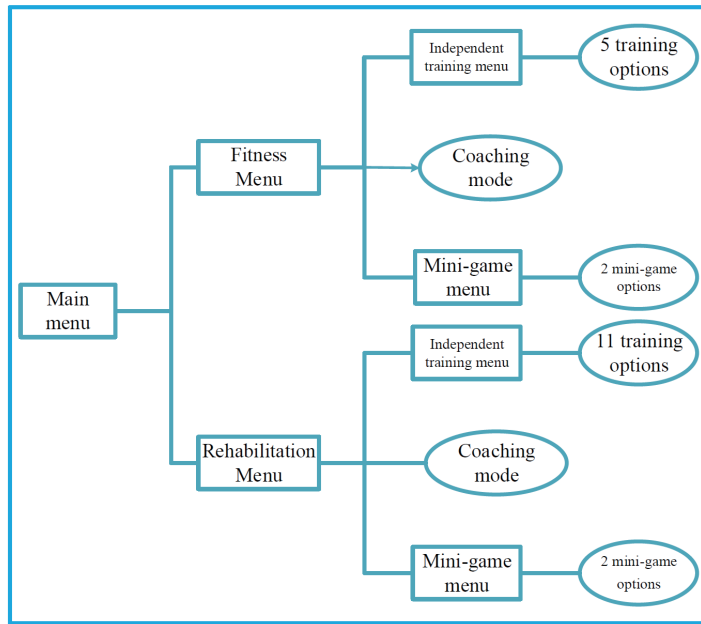 Independent
training menu
5 training
options
Fitness
Menu
Coaching
mode
Mini-game
menu
2 mini-game
options
Main
menu
Independent
training menu
11 training
options
Rehabilitation
Menu
Coaching
mode
Mini-game
menu
2 mini-game
options